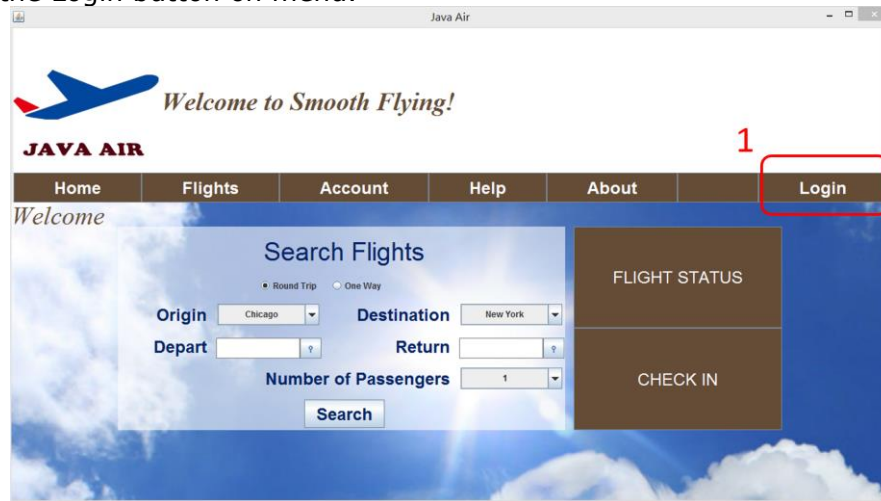 the Login button on menu.
Java Air
Welcome to Smooth Flying!
JAVA AIR
1
Home Flights Account Help About Login
Welcome
Search Flights
Round Trip One Way
Origin Chicago Destination New York
Depart ? Return ?
Number of Passengers 1
Search
FLIGHT STATUS
CHECK IN